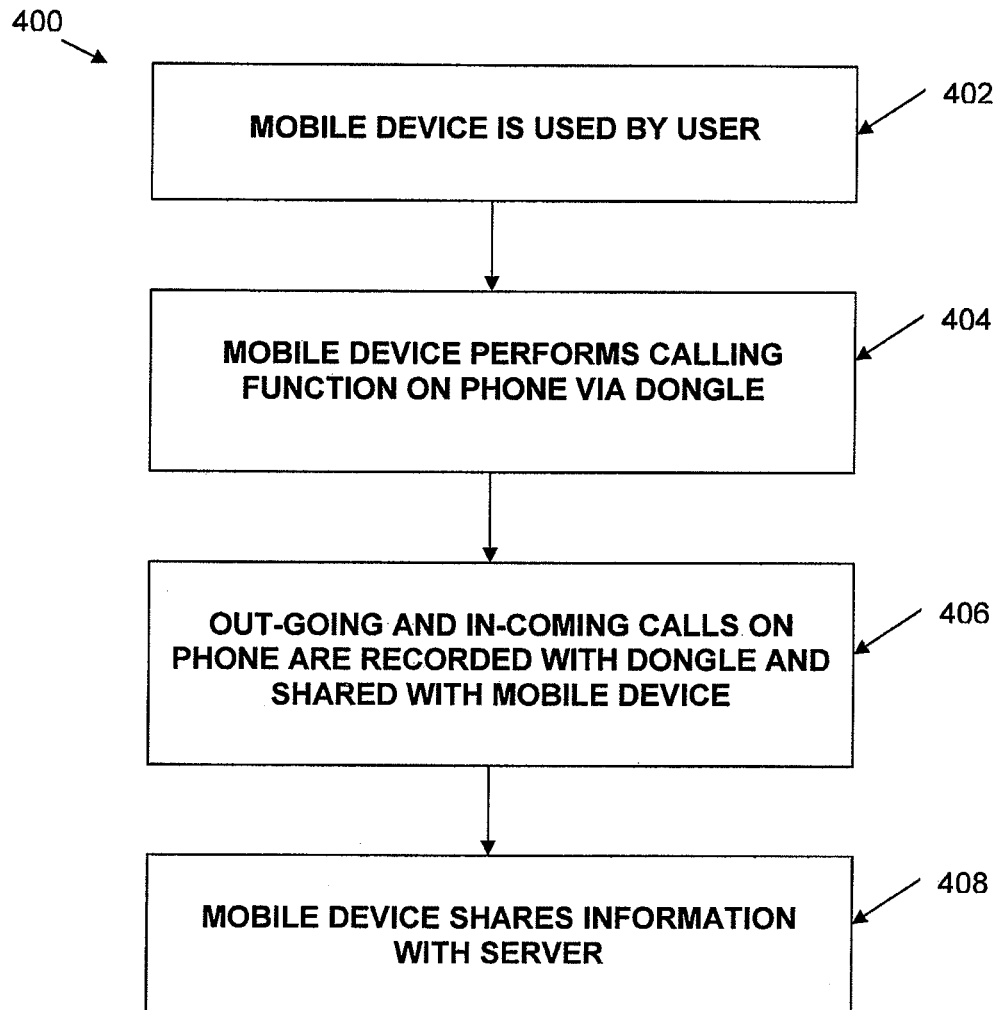 400
402
MOBILE DEVICE IS USED BY USER
404
MOBILE DEVICE PERFORMS CALLING
FUNCTION ON PHONE VIA DONGLE
406
OUT-GOING AND IN-COMING CALLS ON
PHONE ARE RECORDED WITH DONGLE AND
SHARED WITH MOBILE DEVICE
408
MOBILE DEVICE SHARES INFORMATION
WITH SERVER